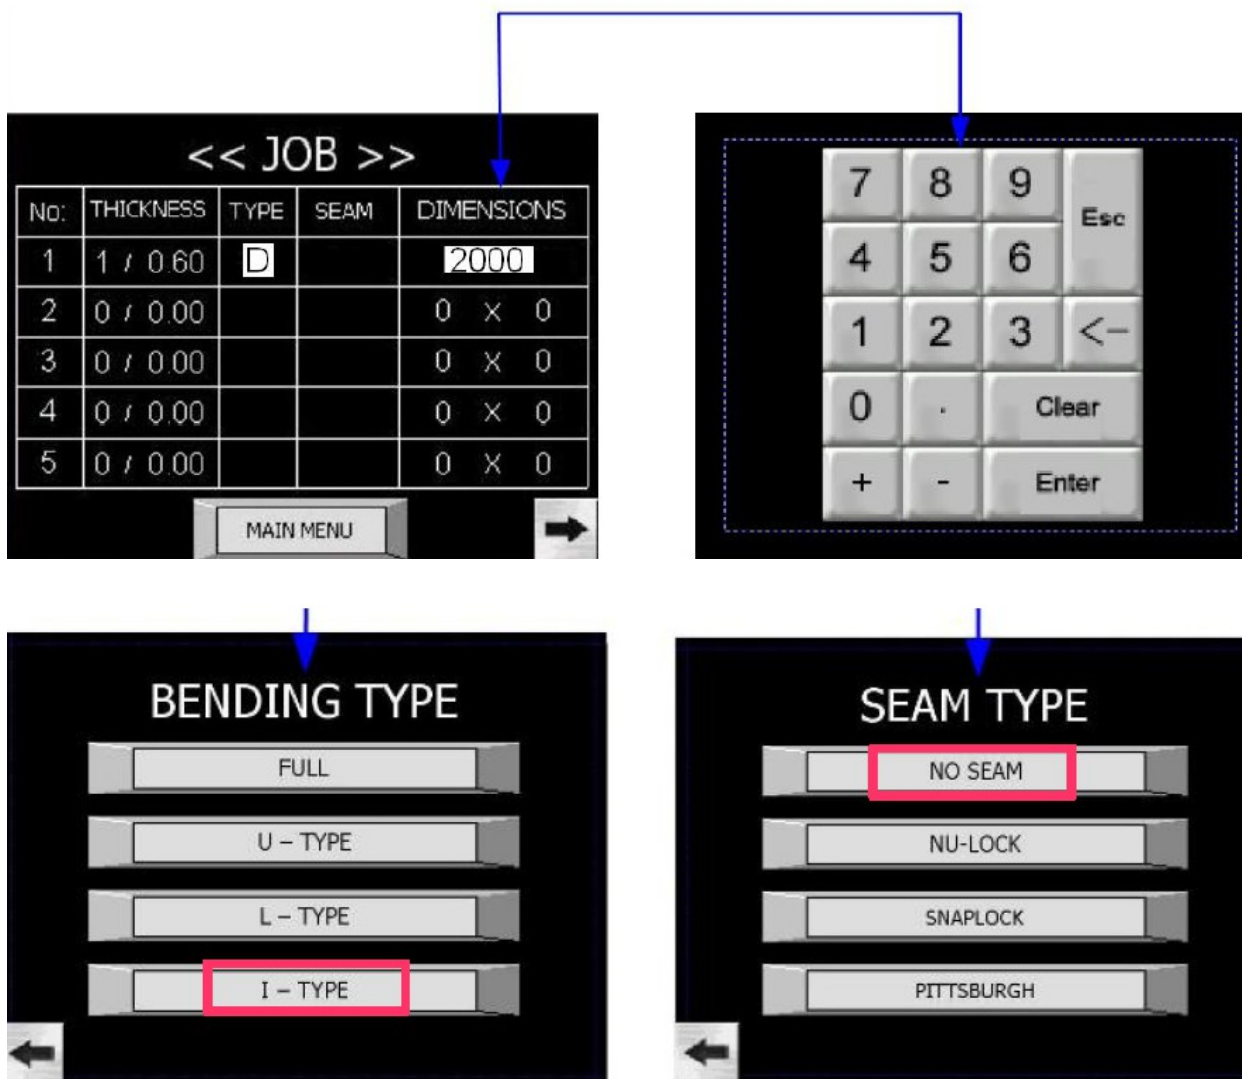 << JOB >>
No: THICKNESS TYPE SEAM DIMENSIONS
1 1 / 0.60 D 2000
2 0 / 0.00 0 X 0
3 0 / 0.00 0 X 0
4 0 / 0.00 0 X 0
5 0 / 0.00 0 X 0
MAIN MENU
7 8 9 Esc
4 5 6
1 2 3 <-
0 . Clear
+ - Enter
BENDING TYPE
FULL
U – TYPE
L – TYPE
I – TYPE
SEAM TYPE
NO SEAM
NU-LOCK
SNAPLOCK
PITTSBURGH